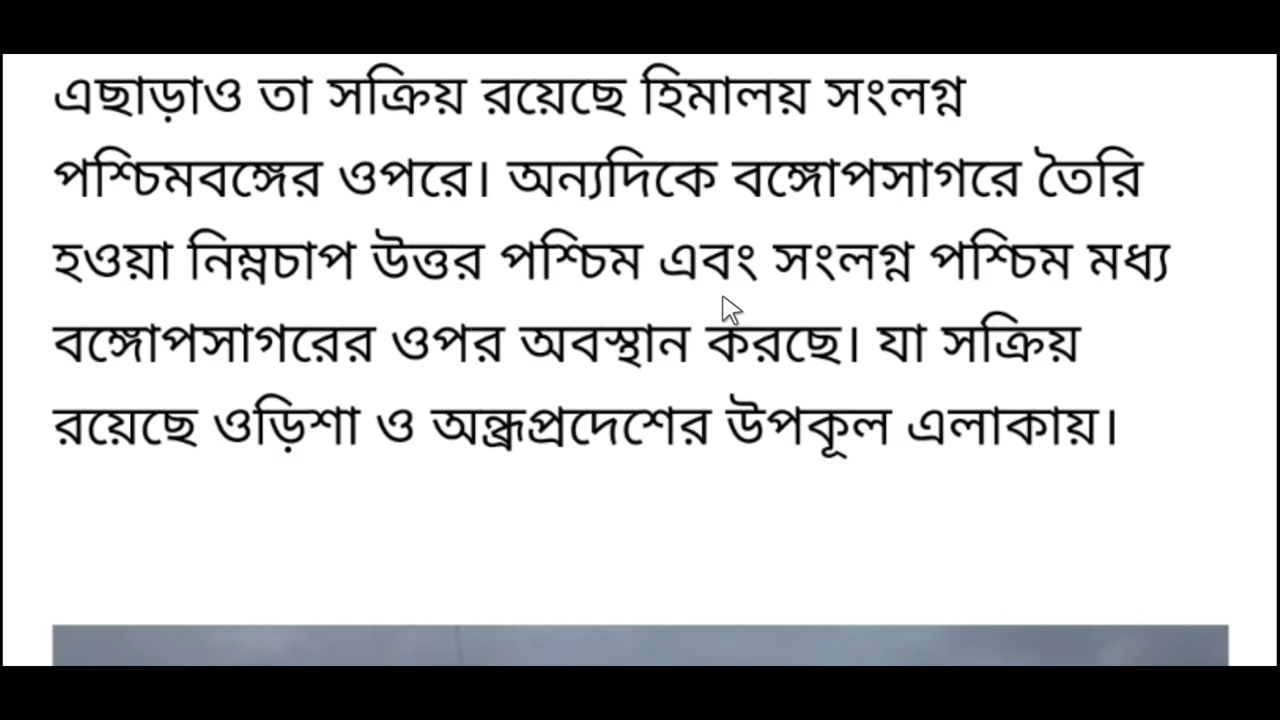 এছাড়াও তা সক্রিয় রয়েছে হিমালয় সংলগ্ন
পশ্চিমবঙ্গের ওপরে। অন্যদিকে বঙ্গোপসাগরে তৈরি
হওয়া নিম্নচাপ উত্তর পশ্চিম এবং সংলগ্ন পশ্চিম মধ্য
বঙ্গোপসাগরের ওপর অবস্থান করছে। যা সক্রিয়
রয়েছে ওড়িশা ও অন্ধ্রপ্রদেশের উপকূল এলাকায়।